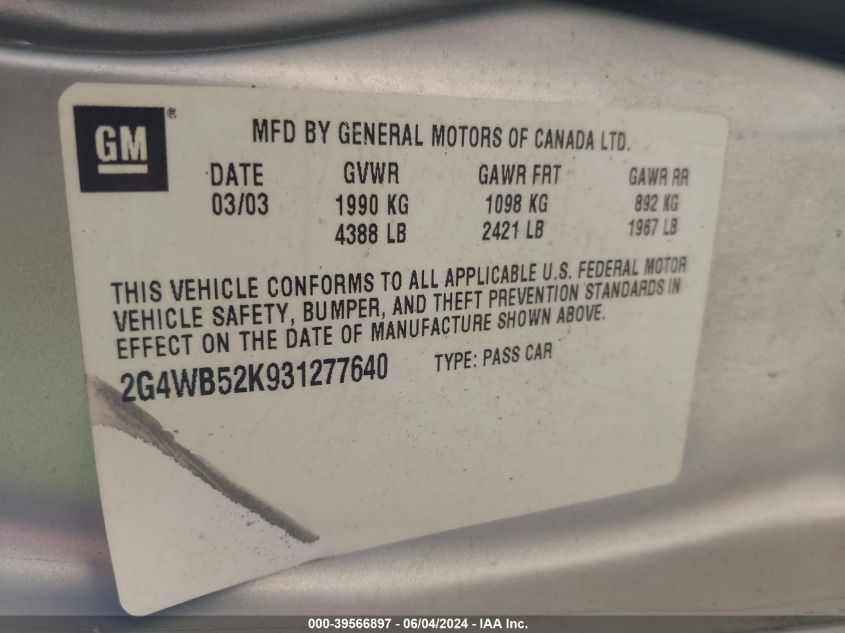 GM ®
MFD BY GENERAL MOTORS OF CANADA LTD.
DATE GVWR GAWR FRT GAWR RR
03/03 1990 KG 1098 KG 892 KG
4388 LB 2421 LB 1967 LB
THIS VEHICLE CONFORMS TO ALL APPLICABLE U.S. FEDERAL MOTOR
VEHICLE SAFETY, BUMPER, AND THEFT PREVENTION STANDARDS IN
EFFECT ON THE DATE OF MANUFACTURE SHOWN ABOVE.
2G4WB52K931277640 TYPE: PASS CAR
000-39566897 - 06/04/2024 - IAA Inc.